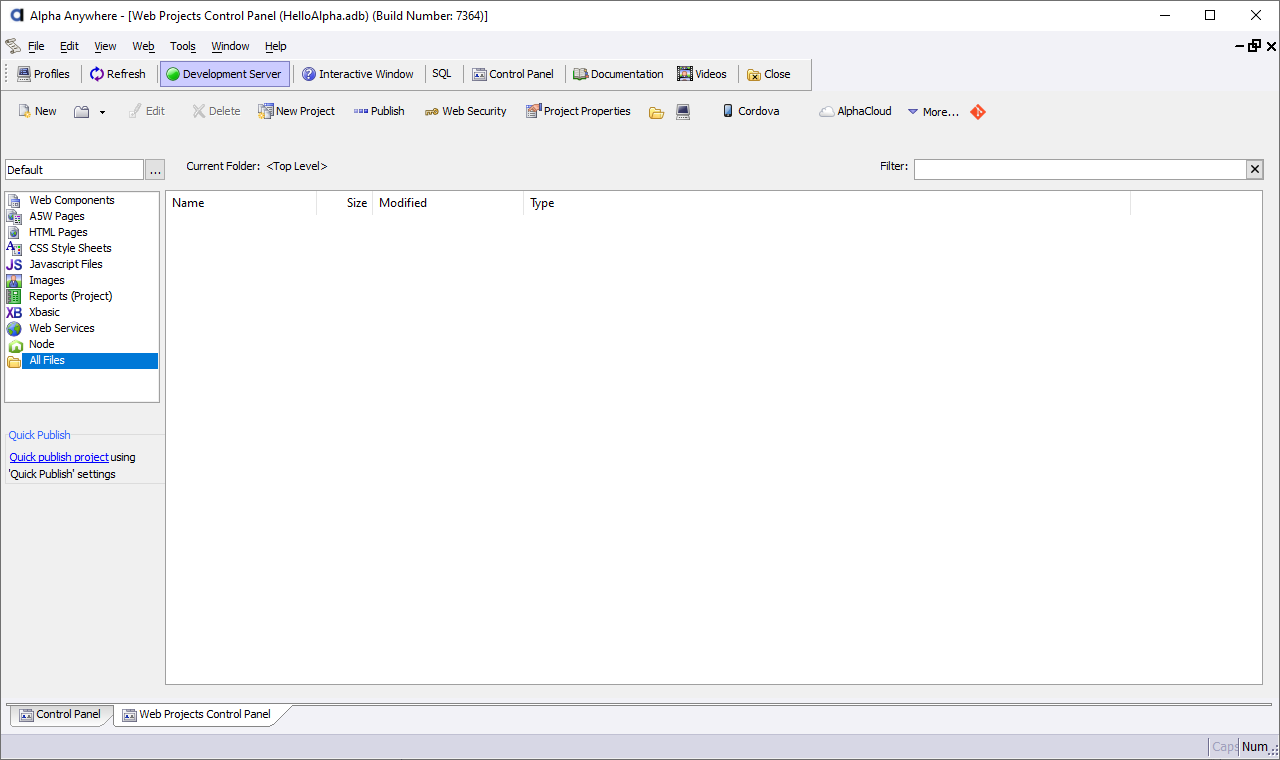 Alpha Anywhere - [Web Projects Control Panel (HelloAlpha.adb) (Build Number: 7364)]
File Edit View Web Tools Window Help
Profiles Refresh Development Server Interactive Window SQL Control Panel Documentation Videos Close
New Edit Delete New Project Publish Web Security Project Properties Cordova AlphaCloud More...
Default ... Current Folder: <Top Level> Filter:
Name Size Modified Type
Web Components
A5W Pages
HTML Pages
CSS Style Sheets
JS Javascript Files
Images
Reports (Project)
XB Xbasic
Web Services
Node
All Files
Quick Publish
Quick publish project using
'Quick Publish' settings
Control Panel Web Projects Control Panel
Caps Num